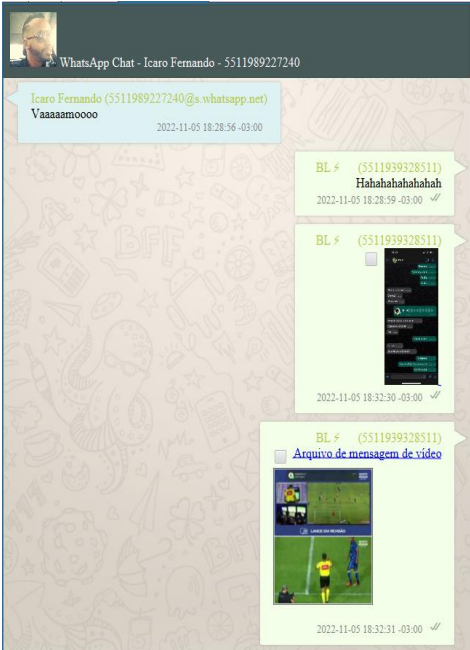 WhatsApp Chat - Icaro Fernando - 5511989227240
Icaro Fernando (5511989227240@s.whatsapp.net)
Vaaaaamoooo
2022-11-05 18:28:56 -03:00
BL⚡ (5511939328511)
Hahahahahahahah
2022-11-05 18:28:59 -03:00
BL⚡ (5511939328511)
2022-11-05 18:32:30 -03:00
BL⚡ (5511939328511)
Arquivo de mensagem de vídeo
LANCE EM REVISÃO
2022-11-05 18:32:31 -03:00